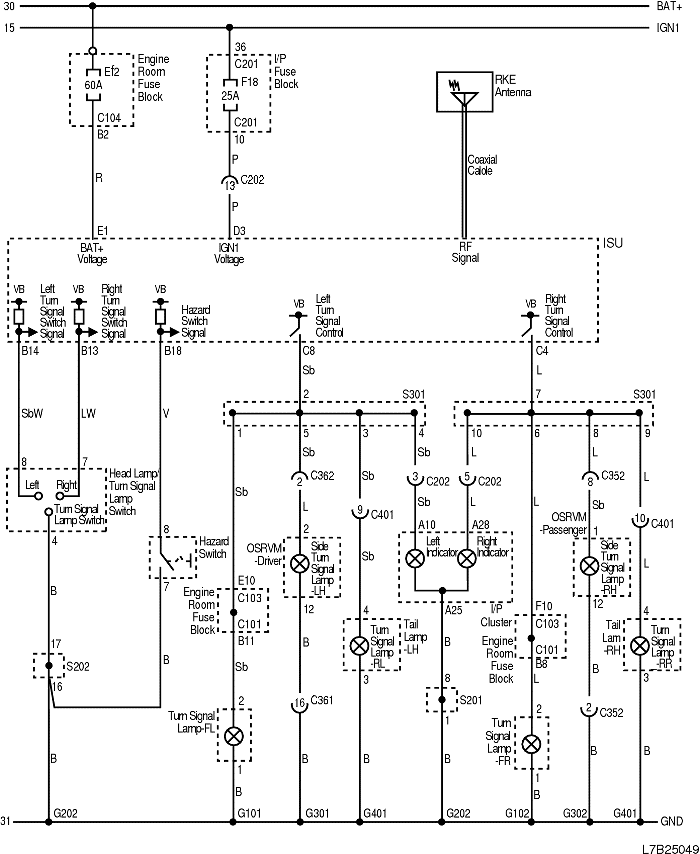 30
BAT+
15
IGN1
Ef2
60A
C104
B2
Engine
Room
Fuse
Block
36
C201
F18
25A
C201
10
I/P
Fuse
Block
RKE
Antenna
Coaxial
Calole
R
P
13
C202
P
E1
D3
BAT+
Voltage
IGN1
Voltage
RF
Signal
ISU
VB
Left
Turn
Signal
Switch
Signal
VB
Right
Turn
Signal
Switch
Signal
VB
Hazard
Switch
Signal
VB
Left
Turn
Signal
Control
VB
Right
Turn
Signal
Control
B14
B13
B18
C8
C4
SbW
LW
V
Sb
L
2
S301
7
S301
1
5
3
4
10
6
8
9
8
7
Left
Right
Turn Signal
Lamp Switch
Head Lamp/
Turn Signal
Lamp
Switch
4
8
Hazard
Switch
7
B
B
17
S202
16
B
Sb
Sb
Sb
Sb
L
L
L
L
2
C362
3
C202
5
C202
8
C352
L
9
C401
Sb
L
Sb
10
C401
Sb
L
2
OSRVM
-Driver
Side
Turn
Signal
Lamp
-LH
12
A10
A28
Left
Indicator
Right
Indicator
A25
I/P
Cluster
OSRVM
-Passenger
1
Side
Turn
Signal
Lamp
-RH
12
E10
C103
C101
B11
Engine
Room
Fuse
Block
Sb
4
Turn
Signal
Lamp
-RL
3
Tail
Lamp
-LH
F10
C103
C101
B8
Engine
Room
Fuse
Block
L
Tail
Lam
-RH
4
Turn
Signal
Lamp
-RR
3
B
B
B
16
C361
8
S201
1
2
C352
Turn Signal
Lamp-FL
2
1
B
B
B
B
Turn
Signal
Lamp
-FR
2
1
B
B
B
31
G202
G101
G301
G401
G202
G102
G302
G401
GND
L7B25049